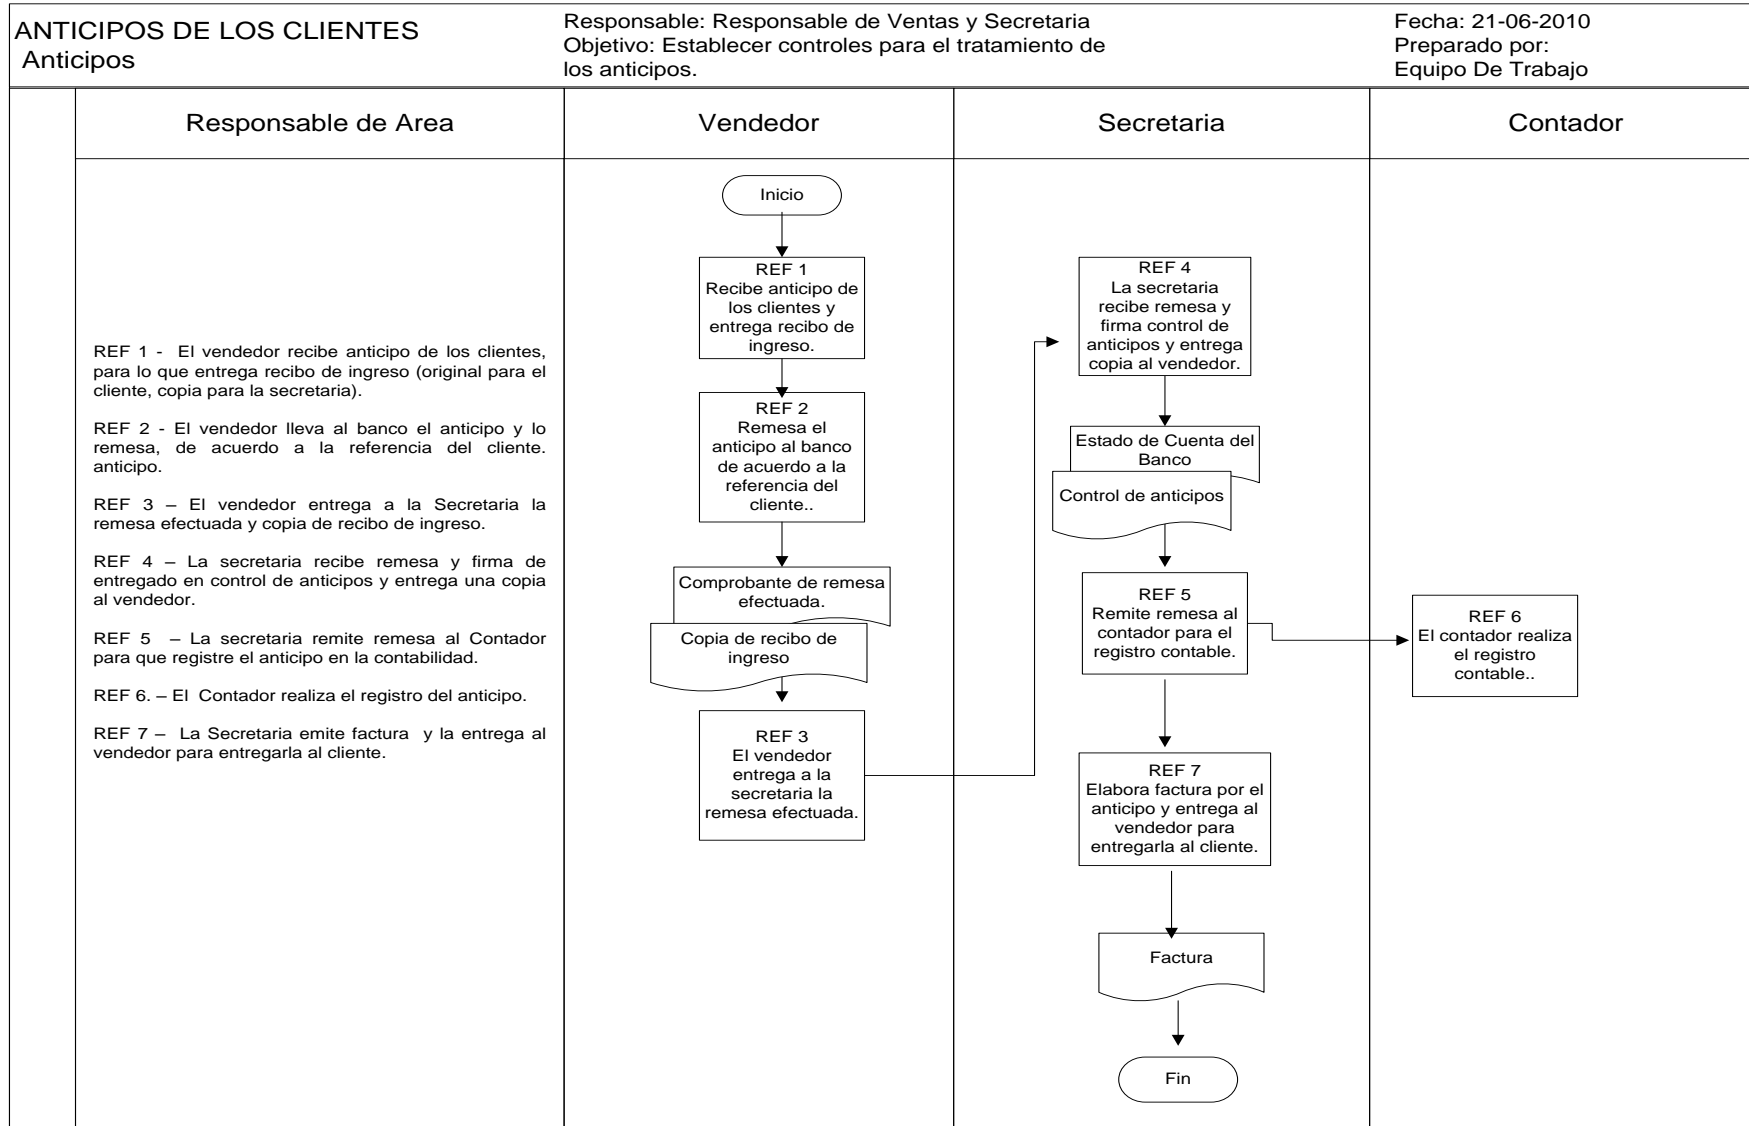 ANTICIPOS DE LOS CLIENTES
Anticipos
Responsable: Responsable de Ventas y Secretaria
Objetivo: Establecer controles para el tratamiento de
los anticipos.
Fecha: 21-06-2010
Preparado por:
Equipo De Trabajo
Responsable de Area
Vendedor
Secretaria
Contador
REF 1 - El vendedor recibe anticipo de los clientes,
para lo que entrega recibo de ingreso (original para el
cliente, copia para la secretaria).
REF 2 - El vendedor lleva al banco el anticipo y lo
remesa, de acuerdo a la referencia del cliente.
anticipo.
REF 3 – El vendedor entrega a la Secretaria la
remesa efectuada y copia de recibo de ingreso.
REF 4 – La secretaria recibe remesa y firma de
entregado en control de anticipos y entrega una copia
al vendedor.
REF 5 – La secretaria remite remesa al Contador
para que registre el anticipo en la contabilidad.
REF 6. – El Contador realiza el registro del anticipo.
REF 7 – La Secretaria emite factura y la entrega al
vendedor para entregarla al cliente.
Inicio
REF 1
Recibe anticipo de
los clientes y
entrega recibo de
ingreso.
REF 2
Remesa el
anticipo al banco
de acuerdo a la
referencia del
cliente..
Comprobante de remesa
efectuada.
Copia de recibo de
ingreso
REF 3
El vendedor
entrega a la
secretaria la
remesa efectuada.
REF 4
La secretaria
recibe remesa y
firma control de
anticipos y entrega
copia al vendedor.
Estado de Cuenta del
Banco
Control de anticipos
REF 5
Remite remesa al
contador para el
registro contable.
REF 6
El contador realiza
el registro
contable..
REF 7
Elabora factura por el
anticipo y entrega al
vendedor para
entregarla al cliente.
Factura
Fin